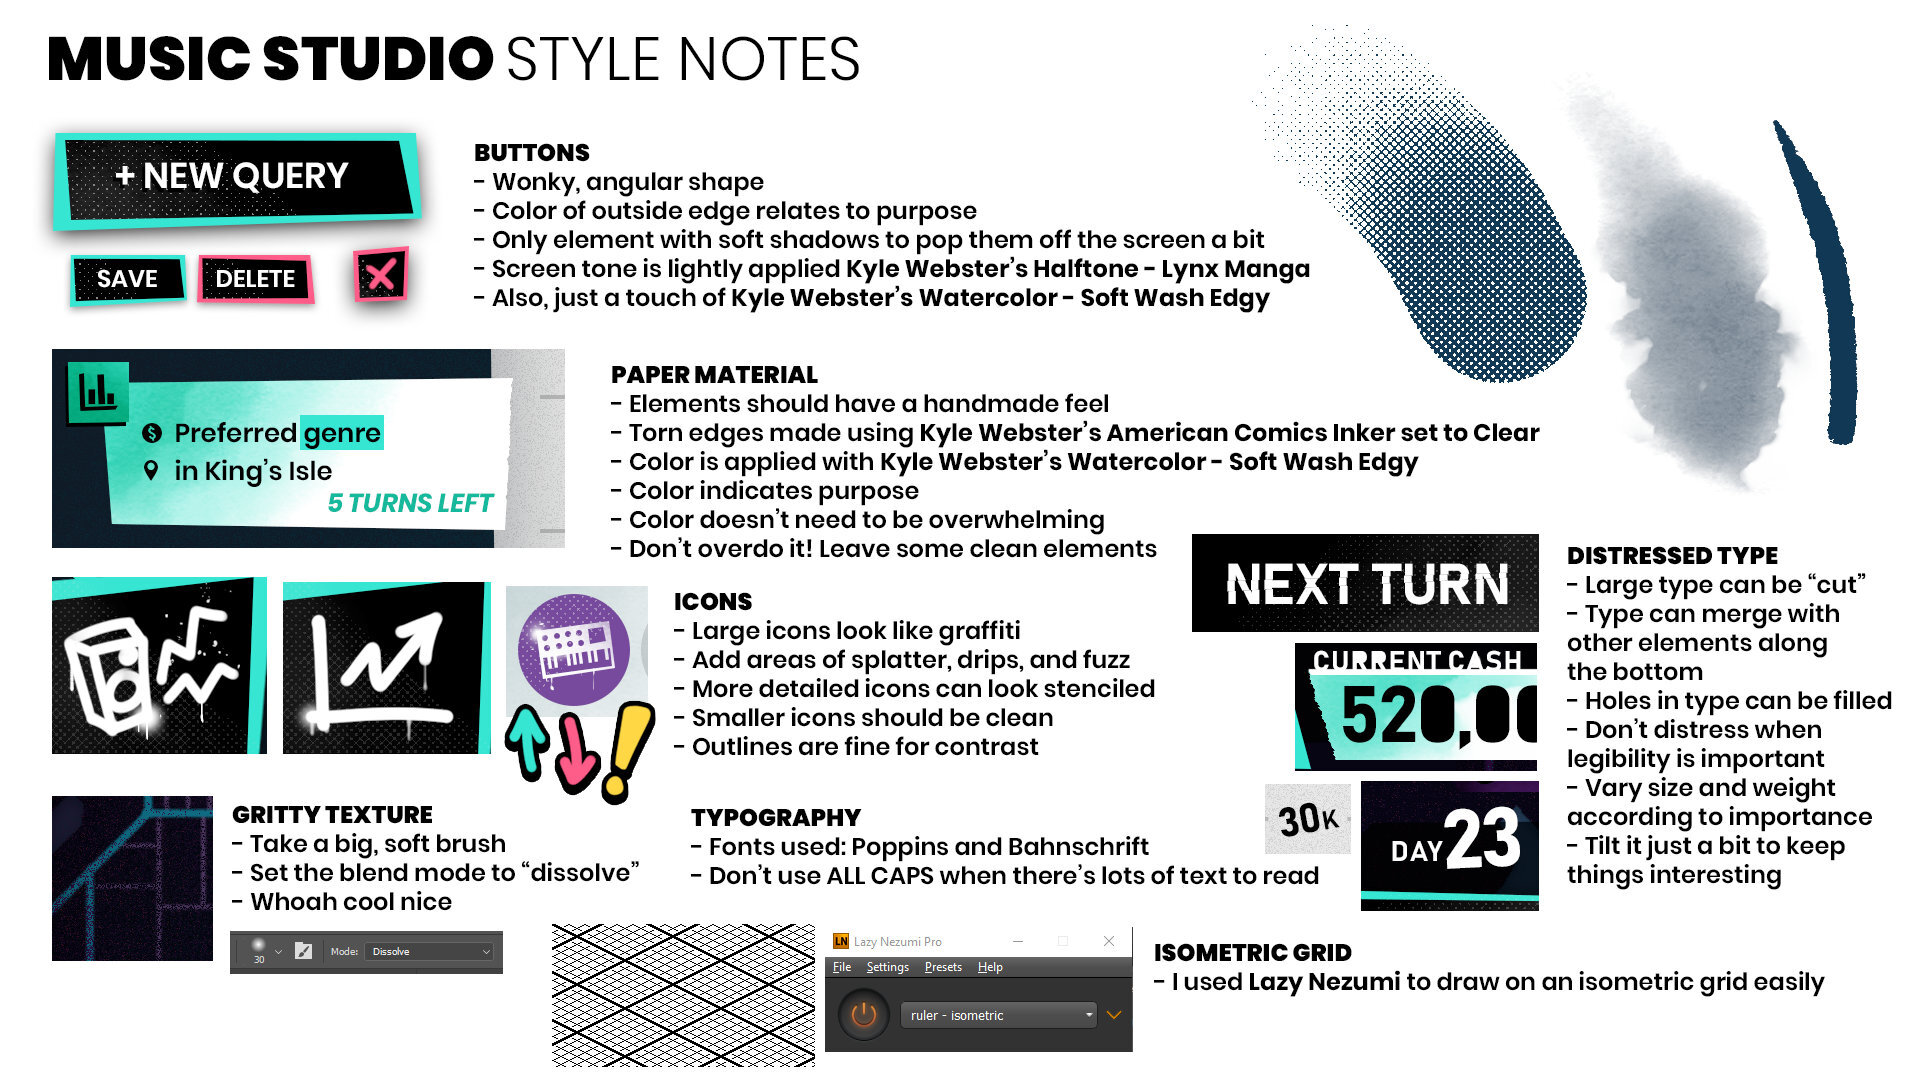 MUSIC STUDIO STYLE NOTES
+ NEW QUERY
SAVE
DELETE
BUTTONS
- Wonky, angular shape
- Color of outside edge relates to purpose
- Only element with soft shadows to pop them off the screen a bit
- Screen tone is lightly applied Kyle Webster's Halftone - Lynx Manga
- Also, just a touch of Kyle Webster's Watercolor - Soft Wash Edgy
Preferred genre
in King's Isle
5 TURNS LEFT
PAPER MATERIAL
- Elements should have a handmade feel
- Torn edges made using Kyle Webster's American Comics Inker set to Clear
- Color is applied with Kyle Webster's Watercolor - Soft Wash Edgy
- Color indicates purpose
- Color doesn't need to be overwhelming
- Don't overdo it! Leave some clean elements
ICONS
- Large icons look like graffiti
- Add areas of splatter, drips, and fuzz
- More detailed icons can look stenciled
- Smaller icons should be clean
- Outlines are fine for contrast
NEXT TURN
CURRENT CASH
520,00
30K
DAY 23
DISTRESSED TYPE
- Large type can be “cut”
- Type can merge with
other elements along
the bottom
- Holes in type can be filled
- Don't distress when
legibility is important
- Vary size and weight
according to importance
- Tilt it just a bit to keep
things interesting
GRITTY TEXTURE
- Take a big, soft brush
- Set the blend mode to “dissolve”
- Whoah cool nice
30
Mode: Dissolve
TYPOGRAPHY
- Fonts used: Poppins and Bahnschrift
- Don't use ALL CAPS when there's lots of text to read
LN Lazy Nezumi Pro
File Settings Presets Help
ruler - isometric
ISOMETRIC GRID
- I used Lazy Nezumi to draw on an isometric grid easily